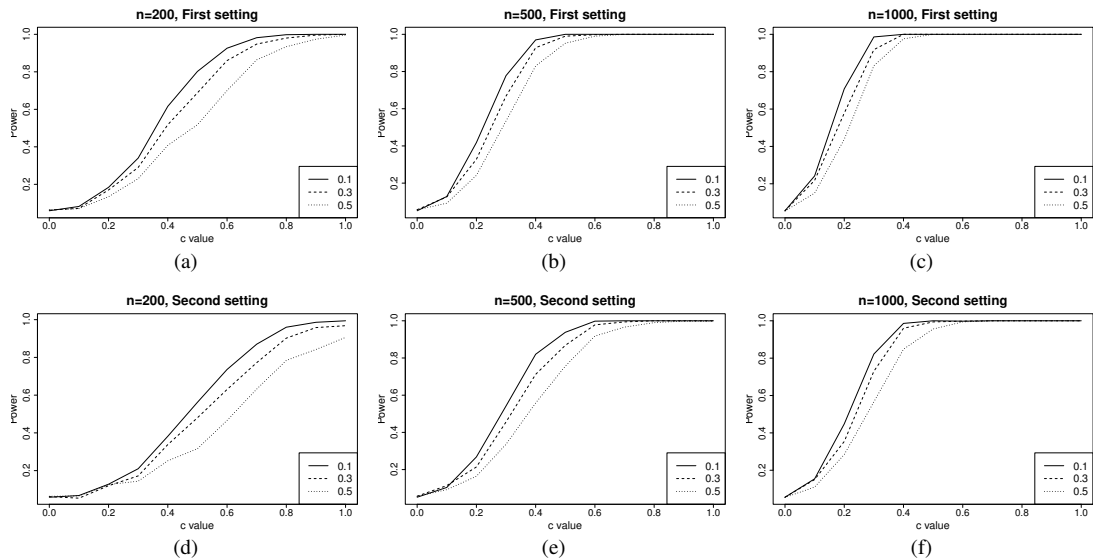 n=200, First setting
Power
0.2 0.4 0.6 0.8 1.0
0.0 0.2 0.4 0.6 0.8 1.0
c value
0.1
0.3
0.5
(a)
n=500, First setting
Power
0.2 0.4 0.6 0.8 1.0
0.0 0.2 0.4 0.6 0.8 1.0
c value
0.1
0.3
0.5
(b)
n=1000, First setting
Power
0.2 0.4 0.6 0.8 1.0
0.0 0.2 0.4 0.6 0.8 1.0
c value
0.1
0.3
0.5
(c)
n=200, Second setting
Power
0.2 0.4 0.6 0.8 1.0
0.0 0.2 0.4 0.6 0.8 1.0
c value
0.1
0.3
0.5
(d)
n=500, Second setting
Power
0.2 0.4 0.6 0.8 1.0
0.0 0.2 0.4 0.6 0.8 1.0
c value
0.1
0.3
0.5
(e)
n=1000, Second setting
Power
0.2 0.4 0.6 0.8 1.0
0.0 0.2 0.4 0.6 0.8 1.0
c value
0.1
0.3
0.5
(f)